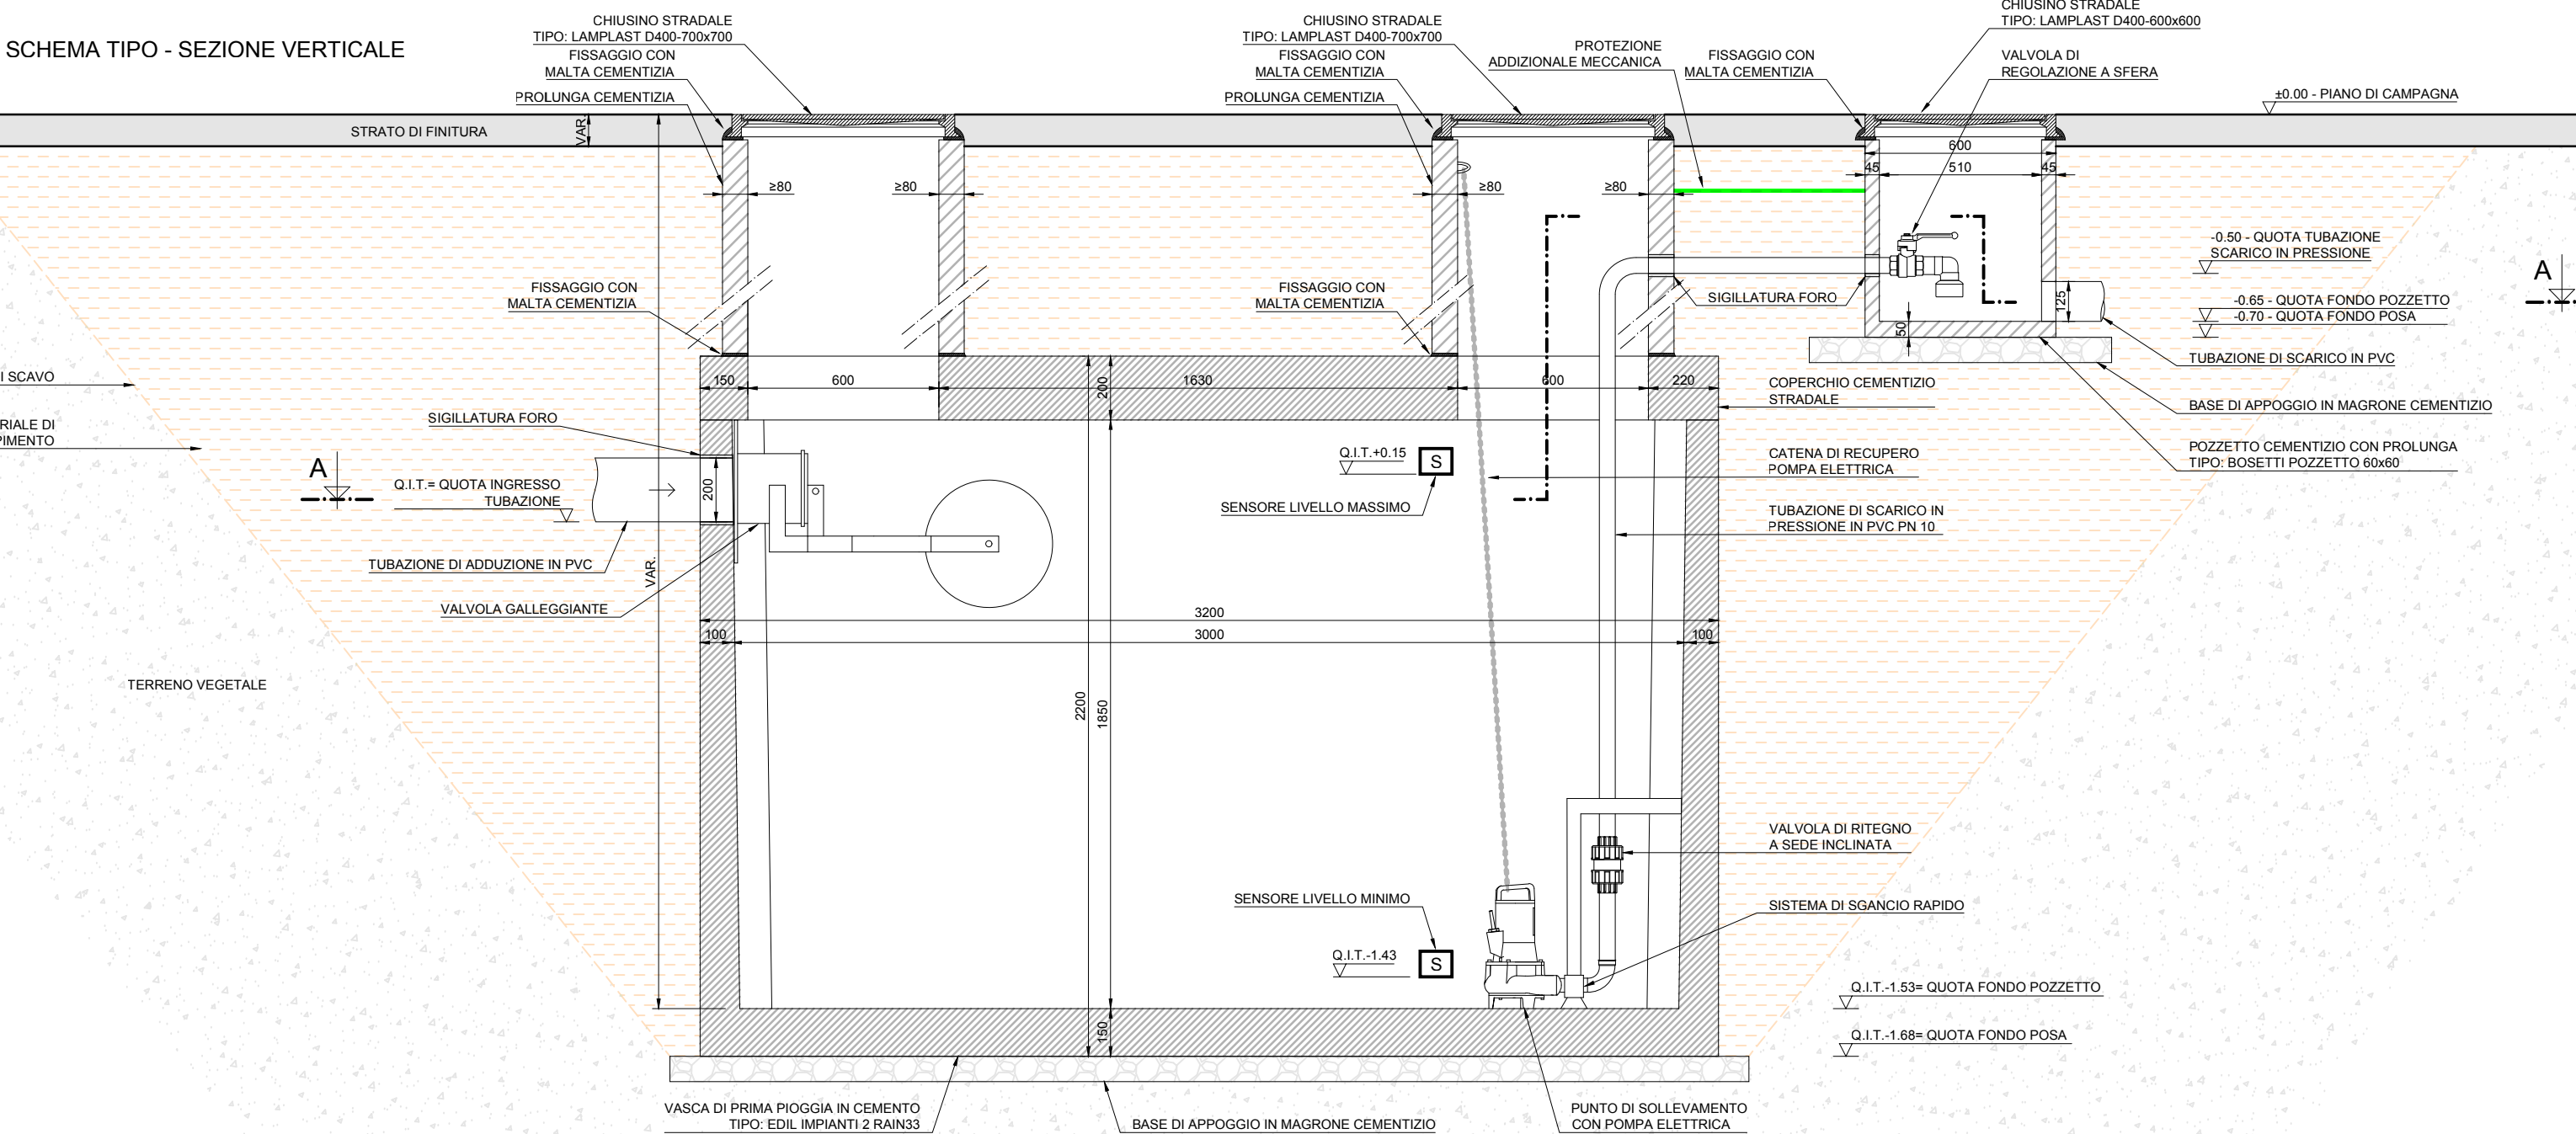 SCHEMA TIPO - SEZIONE VERTICALE
CHIUSINO STRADALE
TIPO: LAMPLAST D400-700x700
FISSAGGIO CON
MALTA CEMENTIZIA
PROLUNGA CEMENTIZIA
CHIUSINO STRADALE
TIPO: LAMPLAST D400-700x700
FISSAGGIO CON
MALTA CEMENTIZIA
PROLUNGA CEMENTIZIA
PROTEZIONE
ADDIZIONALE MECCANICA
FISSAGGIO CON
MALTA CEMENTIZIA
CHIUSINO STRADALE
TIPO: LAMPLAST D400-600x600
VALVOLA DI
REGOLAZIONE A SFERA
±0.00 - PIANO DI CAMPAGNA
STRATO DI FINITURA
VAR.
600
45
510
45
≥80
≥80
≥80
≥80
-0.50 - QUOTA TUBAZIONE
SCARICO IN PRESSIONE
A
FISSAGGIO CON
MALTA CEMENTIZIA
FISSAGGIO CON
MALTA CEMENTIZIA
SIGILLATURA FORO
125
50
-0.65 - QUOTA FONDO POZZETTO
-0.70 - QUOTA FONDO POSA
TUBAZIONE DI SCARICO IN PVC
I SCAVO
150
600
1630
200
600
220
COPERCHIO CEMENTIZIO
STRADALE
BASE DI APPOGGIO IN MAGRONE CEMENTIZIO
SIGILLATURA FORO
RIALE DI
PIMENTO
POZZETTO CEMENTIZIO CON PROLUNGA
TIPO: BOSETTI POZZETTO 60x60
A
Q.I.T.= QUOTA INGRESSO
TUBAZIONE
200
Q.I.T.+0.15
S
SENSORE LIVELLO MASSIMO
CATENA DI RECUPERO
POMPA ELETTRICA
TUBAZIONE DI SCARICO IN
PRESSIONE IN PVC PN 10
TUBAZIONE DI ADDUZIONE IN PVC
VAR.
VALVOLA GALLEGGIANTE
3200
100
3000
100
TERRENO VEGETALE
2200
1850
VALVOLA DI RITEGNO
A SEDE INCLINATA
SENSORE LIVELLO MINIMO
SISTEMA DI SGANCIO RAPIDO
Q.I.T.-1.43
S
Q.I.T.-1.53= QUOTA FONDO POZZETTO
150
Q.I.T.-1.68= QUOTA FONDO POSA
VASCA DI PRIMA PIOGGIA IN CEMENTO
TIPO: EDIL IMPIANTI 2 RAIN33
BASE DI APPOGGIO IN MAGRONE CEMENTIZIO
PUNTO DI SOLLEVAMENTO
CON POMPA ELETTRICA